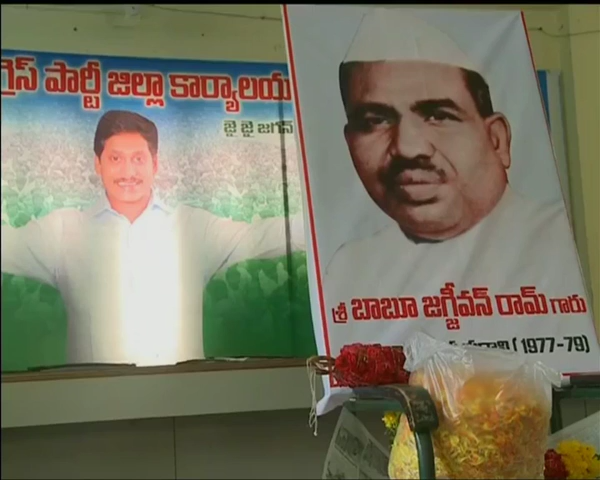 పార్టీ జిల్లా కార్యాలయ
జై జై జగన్
శ్రీ బాబూ జగ్జీవన్ రామ్ గారు
(1977-79)